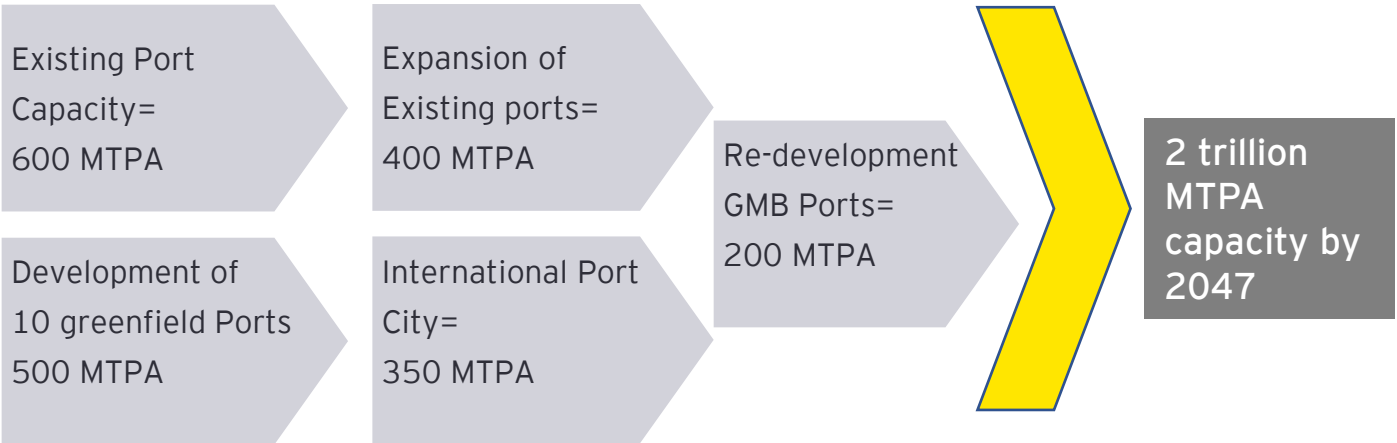 Existing Port
Capacity=
600 MTPA
Expansion of
Existing ports=
400 MTPA
Development of
10 greenfield Ports
500 MTPA
International Port
City=
350 MTPA
Re-development
GMB Ports=
200 MTPA
2 trillion
MTPA
capacity by
2047